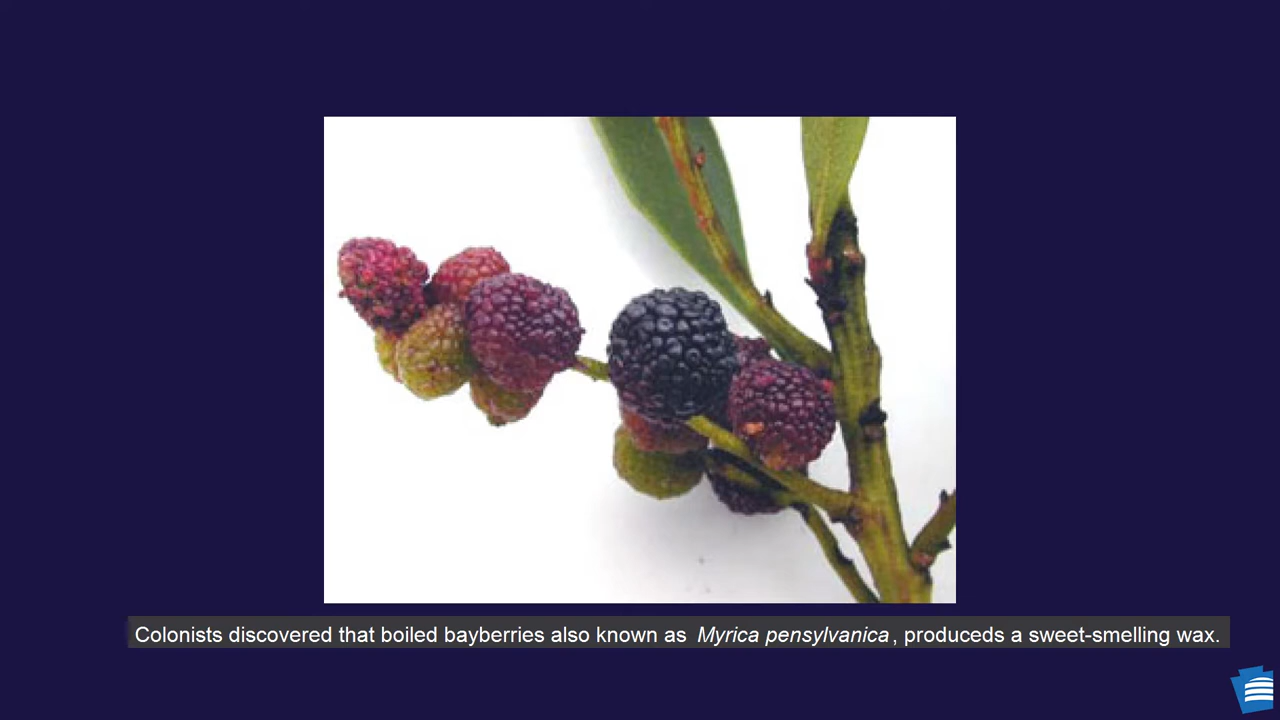 Colonists discovered that boiled bayberries also known as Myrica pensylvanica, produceds a sweet-smelling wax.